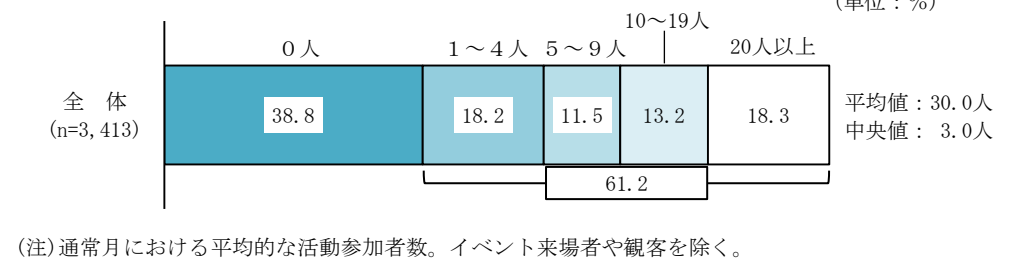 (単位：%)
10～19人
０人
１～４人
５～９人
20人以上
全　体
(n=3,413)
38.8
18.2
11.5
13.2
18.3
平均値：30.0人
中央値： 3.0人
61.2
(注)通常月における平均的な活動参加者数。イベント来場者や観客を除く。